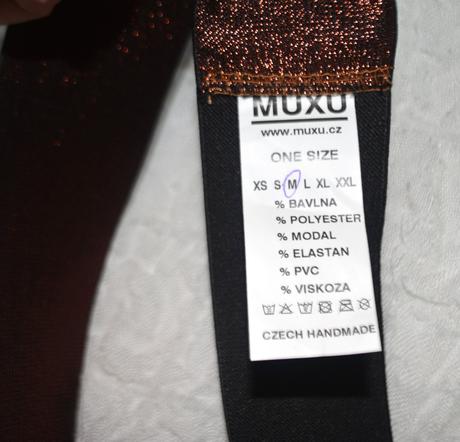 MUXU
www.muxu.cz
ONE SIZE
XS S M L XL XXL
% BAVLNA
% POLYESTER
% MODAL
% ELASTAN
% PVC
% VISKOZA
CZECH HANDMADE